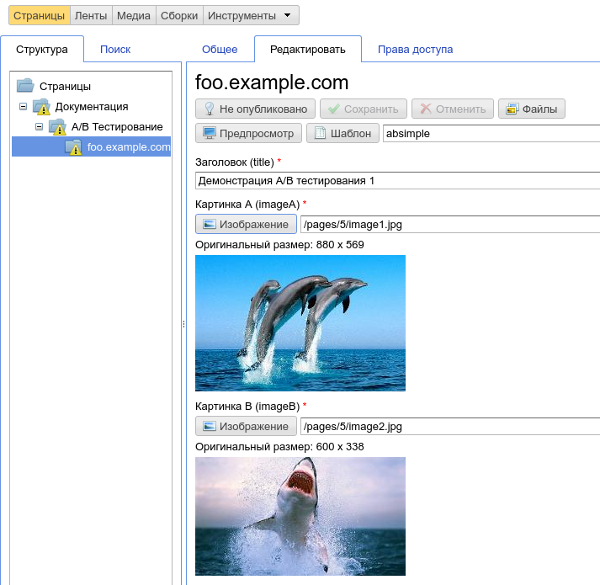 Страницы Ленты Медиа Сборки Инструменты
Структура Поиск
Общее Редактировать Права доступа
Страницы
Документация
A/B Тестирование
foo.example.com
foo.example.com
Не опубликовано Сохранить Отменить Файлы
Предпросмотр Шаблон absimple
Заголовок (title) *
Демонстрация A/B тестирования 1
Картинка A (imageA) *
Изображение /pages/5/image1.jpg
Оригинальный размер: 880 x 569
Картинка B (imageB) *
Изображение /pages/5/image2.jpg
Оригинальный размер: 600 x 338